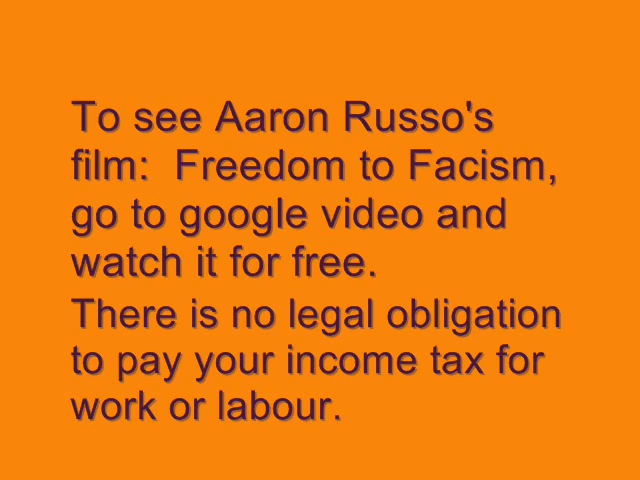 To see Aaron Russo's
film:  Freedom to Facism,
go to google video and
watch it for free.
There is no legal obligation
to pay your income tax for
work or labour.